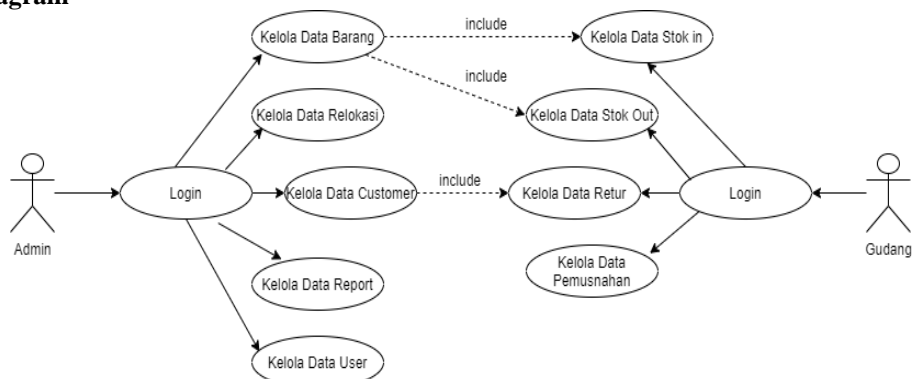 include
Kelola Data Barang
Kelola Data Stok in
include
Kelola Data Relokasi
Kelola Data Stok Out
include
Login
Kelola Data Customer
Kelola Data Retur
Login
Admin
Gudang
Kelola Data
Pemusnahan
Kelola Data Report
Kelola Data User